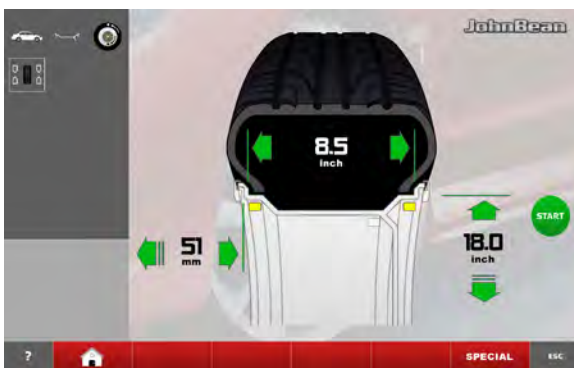 JohnBean
8.5
inch
START
51
mm
18.0
inch
?
SPECIAL
ESC